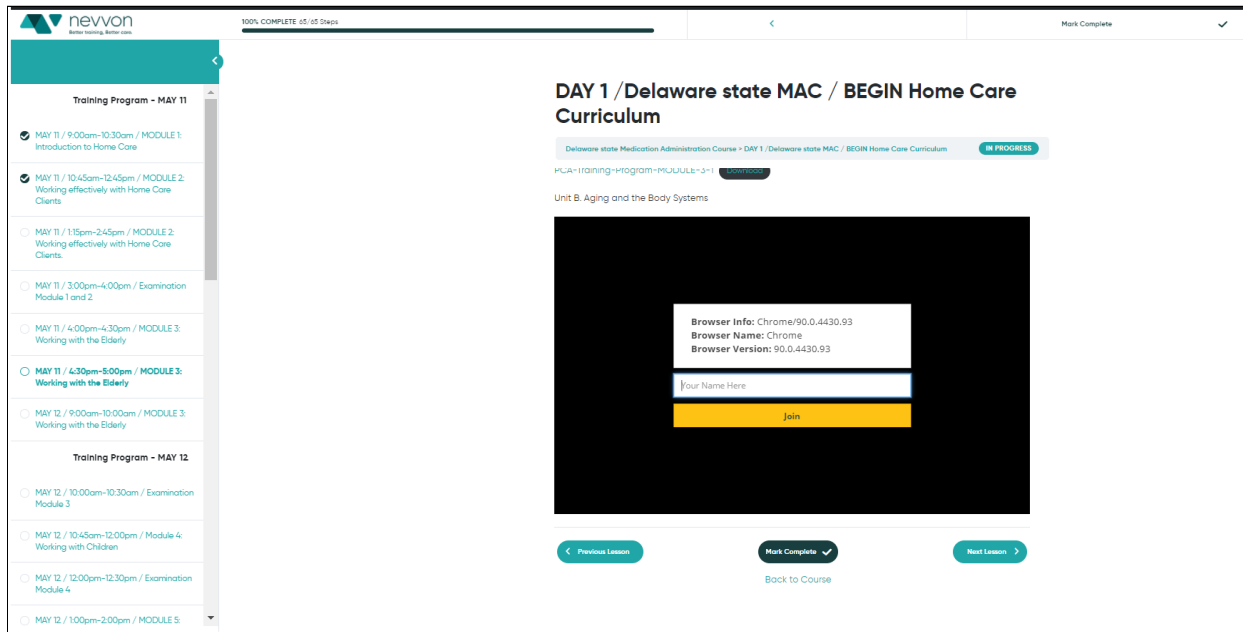 nevvon
Better training, Better care
100% COMPLETE 65/65 Steps
Mark Complete
Training Program - MAY 11
MAY 11 / 9:00am-10:30am / MODULE 1:
Introduction to Home Care
MAY 11 / 10:45am-12:45pm / MODULE 2:
Working effectively with Home Care
Clients
MAY 11 / 1:15pm-2:45pm / MODULE 2:
Working effectively with Home Care
Clients.
MAY 11 / 3:00pm-4:00pm / Examination
Module 1 and 2
MAY 11 / 4:00pm-4:30pm / MODULE 3:
Working with the Elderly
MAY 11 / 4:30pm-5:00pm / MODULE 3:
Working with the Elderly
MAY 12 / 9:00am-10:00am / MODULE 3:
Working with the Elderly
Training Program - MAY 12
MAY 12 / 10:00am-10:30am / Examination
Module 3
MAY 12 / 10:45am-12:00pm / Module 4:
Working with Children
MAY 12 / 12:00pm-12:30pm / Examination
Module 4
MAY 12 / 1:00pm-2:00pm / MODULE 5:
DAY 1 /Delaware state MAC / BEGIN Home Care
Curriculum
Delaware state Medication Administration Course > DAY 1 /Delaware state MAC / BEGIN Home Care Curriculum
IN PROGRESS
PCA-Training-Program-MODULE-3-1 Download
Unit B. Aging and the Body Systems
Browser Info: Chrome/90.0.4430.93
Browser Name: Chrome
Browser Version: 90.0.4430.93
Your Name Here
Join
Previous Lesson
Mark Complete
Next Lesson
Back to Course